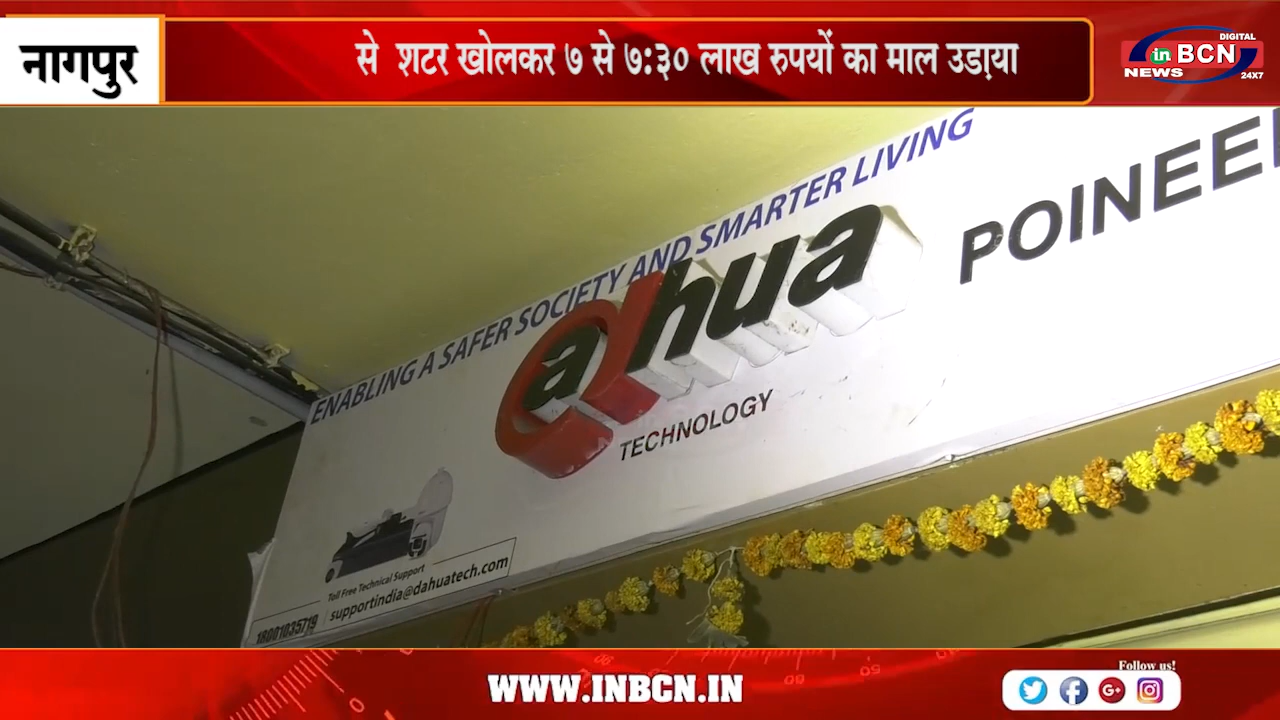 नागपुर
से शटर खोलकर ७ से ७:३० लाख रुपयों का माल उडा़या
DIGITAL
in BCN
NEWS
24X7
ENABLING A SAFER SOCIETY AND SMARTER LIVING
alhua
TECHNOLOGY
Toll Free Technical Support
18001035719
supportindia@dahuatech.com
WWW.INBCN.IN
Follow us!